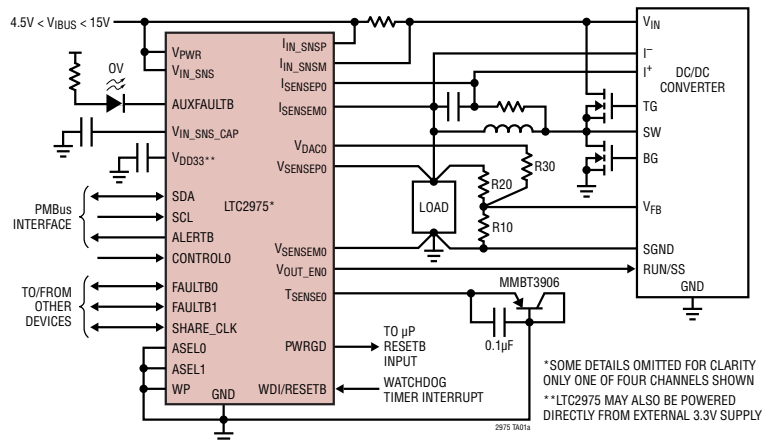 4.5V < VIBUS < 15V
VPWR
VIN_SNS
OV
AUXFAULTB
VIN_SNS_CAP
VDD33**
SDA
PMBus
INTERFACE
SCL
ALERTB
CONTROL0
TO/FROM
OTHER
DEVICES
FAULTB0
FAULTB1
SHARE_CLK
ASEL0
ASEL1
WP
GND
LTC2975*
IIN_SNSP
IIN_SNSM
ISENSEP0
ISENSEM0
VDAC0
VSENSEP0
VSENSEM0
VOUT_EN0
TSENSE0
PWRGD
WDI/RESETB
R30
R20
R10
LOAD
MMBT3906
0.1µF
TO µP
RESETB
INPUT
WATCHDOG
TIMER INTERRUPT
VIN
I–
I+
DC/DC
CONVERTER
TG
SW
BG
VFB
SGND
RUN/SS
GND
*SOME DETAILS OMITTED FOR CLARITY
ONLY ONE OF FOUR CHANNELS SHOWN
**LTC2975 MAY ALSO BE POWERED
DIRECTLY FROM EXTERNAL 3.3V SUPPLY
2975 TA01a